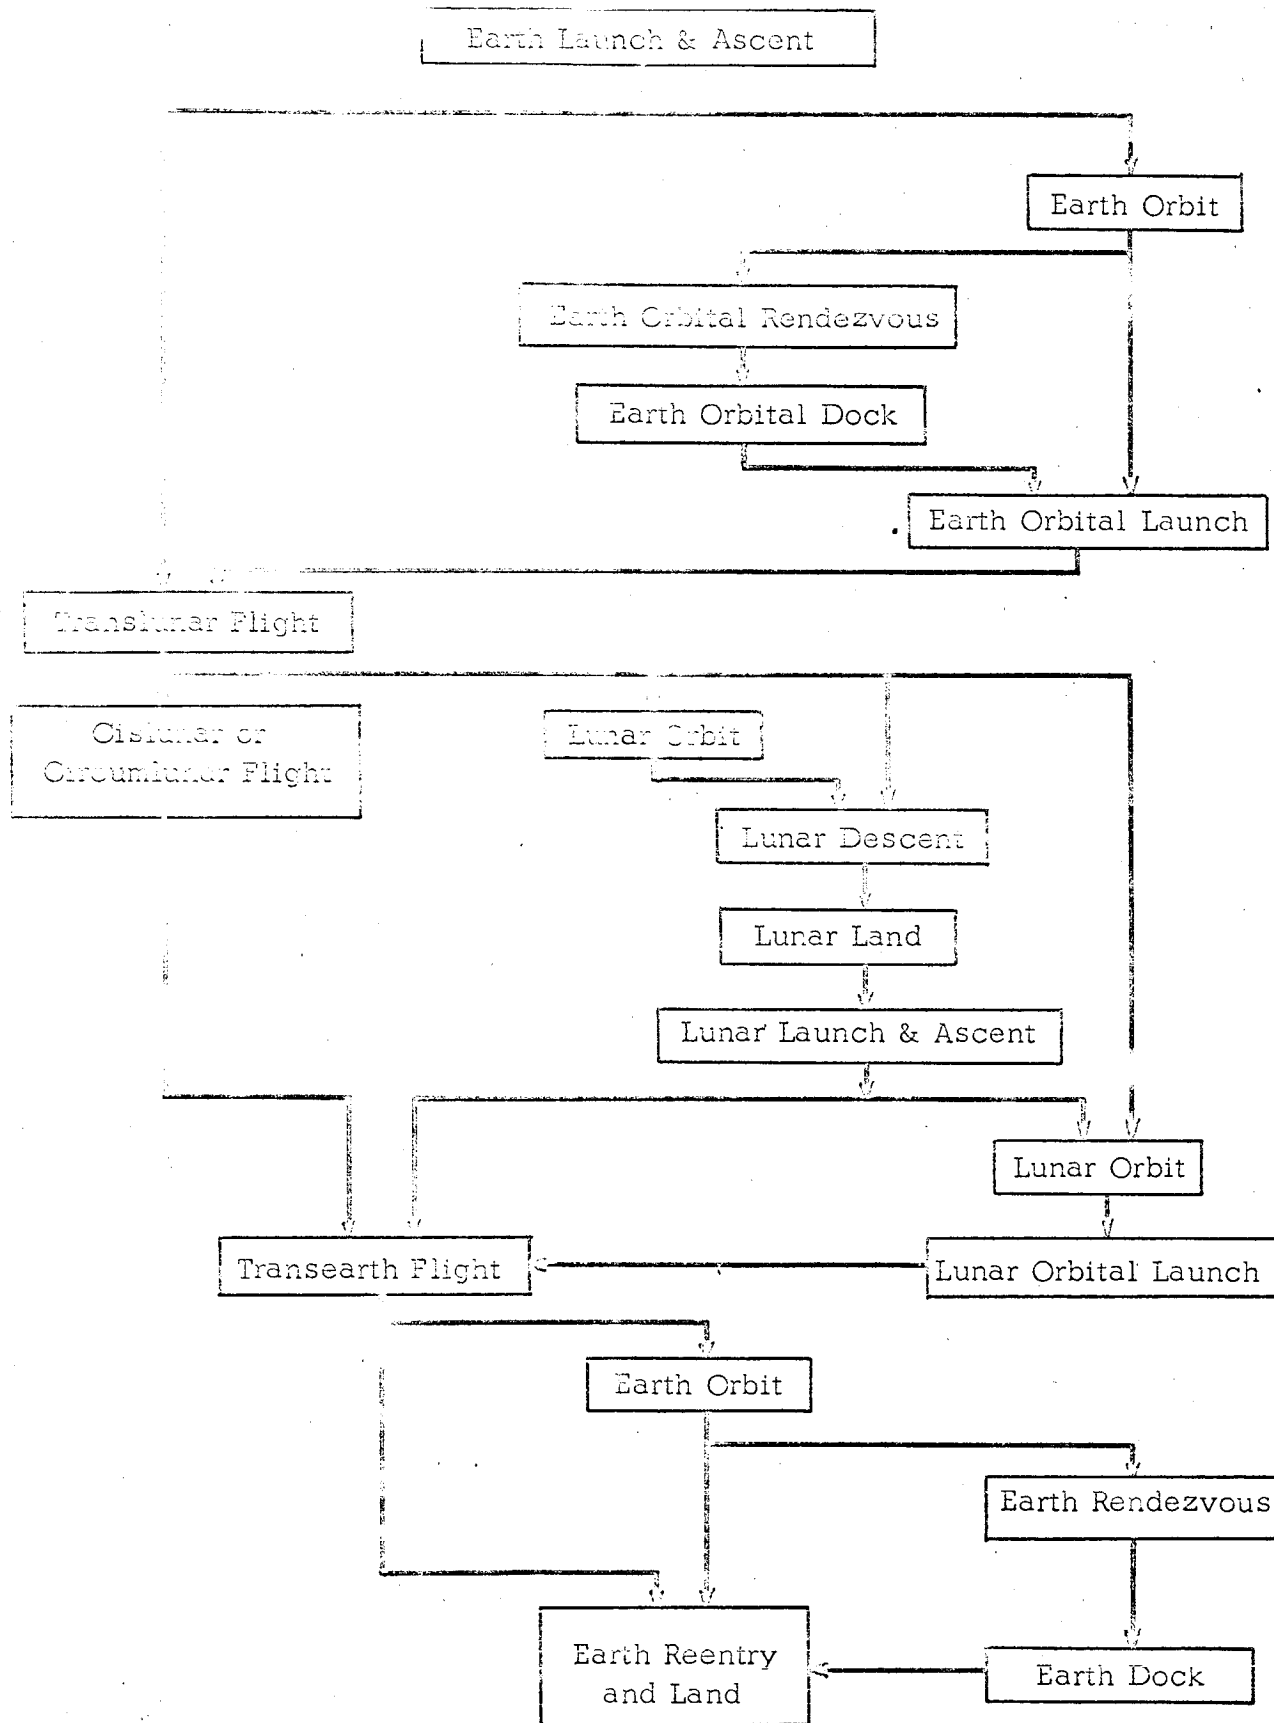 Earth Launch & Ascent
Earth Orbit
Earth Orbital Rendezvous
Earth Orbital Dock
Earth Orbital Launch
Translunar Flight
Cislunar or
Circumlunar Flight
Lunar Orbit
Lunar Descent
Lunar Land
Lunar Launch & Ascent
Lunar Orbit
Transearth Flight
Lunar Orbital Launch
Earth Orbit
Earth Rendezvous
Earth Reentry
and Land
Earth Dock